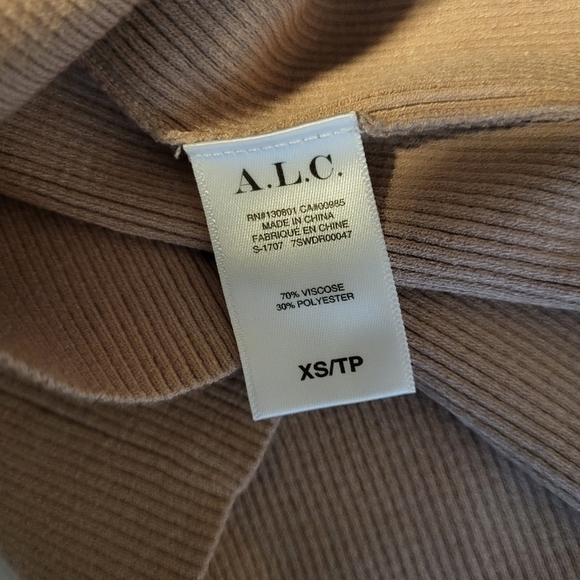 A.L.C.
RN#130801 CA#00985
MADE IN CHINA
FABRIQUÉ EN CHINE
S-1707 7SWDR00047
70% VISCOSE
30% POLYESTER
XS/TP